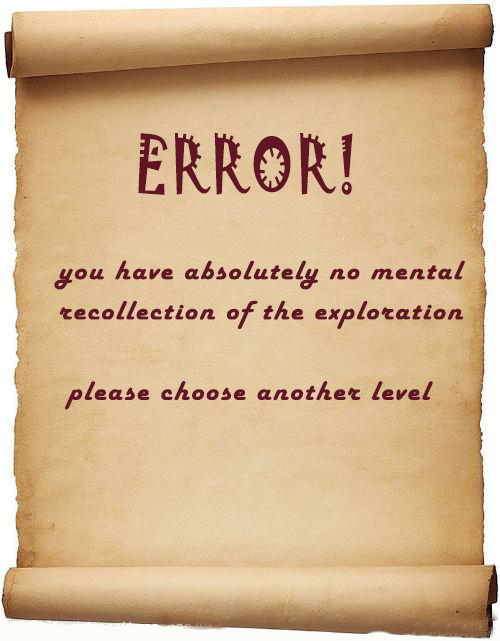 ERROR!
you have absolutely no mental
recollection of the exploration
please choose another level